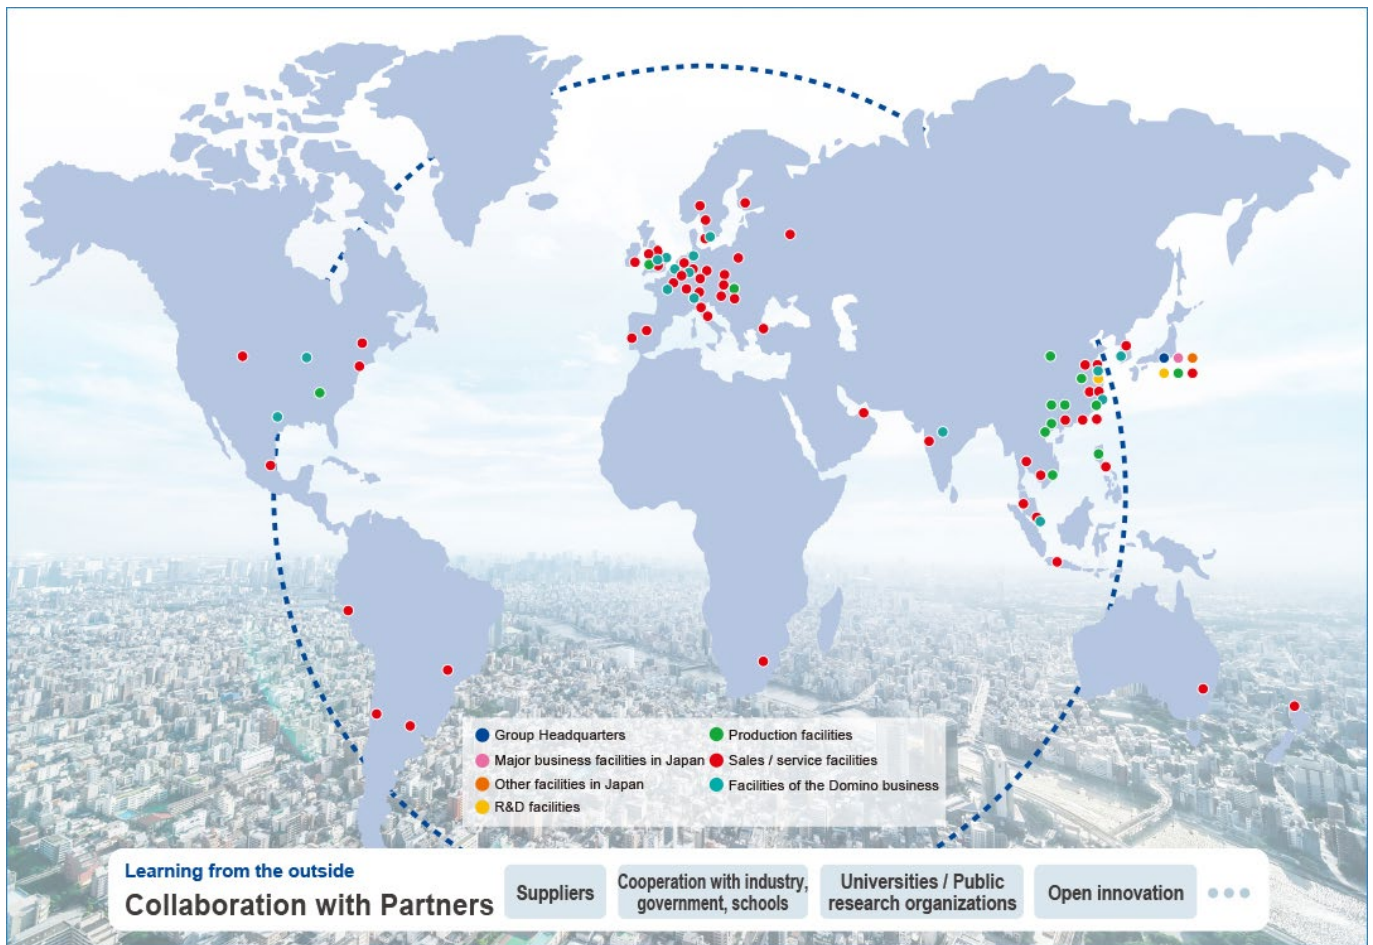 Group Headquarters
Major business facilities in Japan
Other facilities in Japan
R&D facilities
Production facilities
Sales / service facilities
Facilities of the Domino business
Learning from the outside
Collaboration with Partners
Suppliers
Cooperation with industry,
government, schools
Universities / Public
research organizations
Open innovation